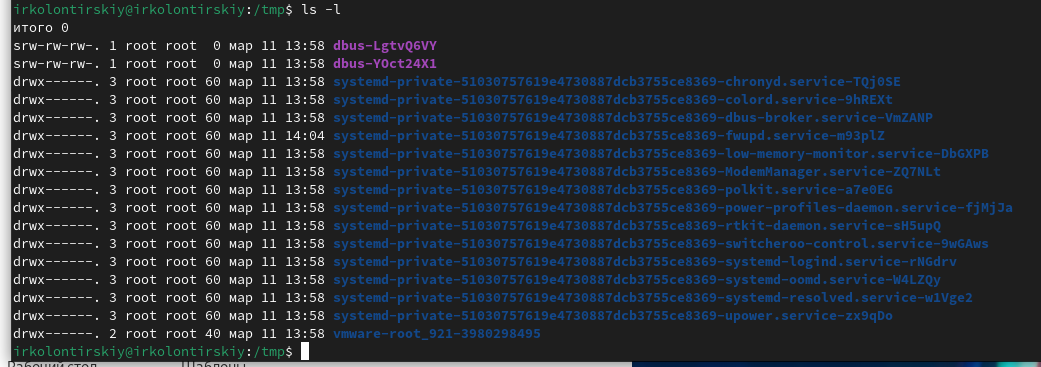 irkolontirskiy@irkolontirskiy:/tmp$ ls -l
итого 0
srw-rw-rw-. 1 root root  0 мар 11 13:58 dbus-LgtvQ6VY
srw-rw-rw-. 1 root root  0 мар 11 13:58 dbus-YOct24X1
drwx------. 3 root root 60 мар 11 13:58 systemd-private-51030757619e4730887dcb3755ce8369-chronyd.service-TQj0SE
drwx------. 3 root root 60 мар 11 13:58 systemd-private-51030757619e4730887dcb3755ce8369-colord.service-9hREXt
drwx------. 3 root root 60 мар 11 13:58 systemd-private-51030757619e4730887dcb3755ce8369-dbus-broker.service-VmZANP
drwx------. 3 root root 60 мар 11 14:04 systemd-private-51030757619e4730887dcb3755ce8369-fwupd.service-m93plZ
drwx------. 3 root root 60 мар 11 13:58 systemd-private-51030757619e4730887dcb3755ce8369-low-memory-monitor.service-DbGXPB
drwx------. 3 root root 60 мар 11 13:58 systemd-private-51030757619e4730887dcb3755ce8369-ModemManager.service-ZQ7NLt
drwx------. 3 root root 60 мар 11 13:58 systemd-private-51030757619e4730887dcb3755ce8369-polkit.service-a7e0EG
drwx------. 3 root root 60 мар 11 13:58 systemd-private-51030757619e4730887dcb3755ce8369-power-profiles-daemon.service-fjMjJa
drwx------. 3 root root 60 мар 11 13:58 systemd-private-51030757619e4730887dcb3755ce8369-rtkit-daemon.service-sH5upQ
drwx------. 3 root root 60 мар 11 13:58 systemd-private-51030757619e4730887dcb3755ce8369-switcheroo-control.service-9wGAws
drwx------. 3 root root 60 мар 11 13:58 systemd-private-51030757619e4730887dcb3755ce8369-systemd-logind.service-rNGdrv
drwx------. 3 root root 60 мар 11 13:58 systemd-private-51030757619e4730887dcb3755ce8369-systemd-oomd.service-W4LZQy
drwx------. 3 root root 60 мар 11 13:58 systemd-private-51030757619e4730887dcb3755ce8369-systemd-resolved.service-w1Vge2
drwx------. 3 root root 60 мар 11 13:58 systemd-private-51030757619e4730887dcb3755ce8369-upower.service-zx9qDo
drwx------. 2 root root 40 мар 11 13:58 vmware-root_921-3980298495
irkolontirskiy@irkolontirskiy:/tmp$
Рабочий стол Шаблоны